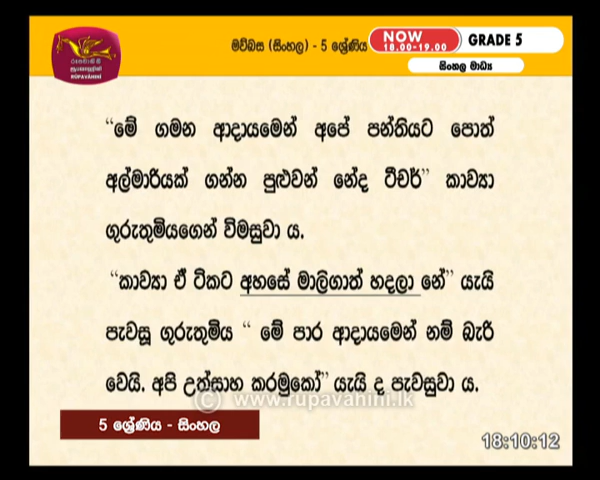 මව්බස (සිංහල) - 5 ශ්‍රේණිය
NOW
18.00-19.00
GRADE 5
සිංහල මාධ්‍ය
රූපවාහිනි
RUPAVAHINI
“මේ ගමන ආදායමෙන් අපේ පන්තියට පොත්
අල්මාරියක් ගන්න පුළුවන් නේද ටීචර්” කාව්‍යා
ගුරුතුමියගෙන් විමසුවා ය.
“කාව්‍යා ඒ ටිකට අහසේ මාලිගාත් හදලා නේ” යැයි
පැවසූ ගුරුතුමිය “ මේ පාර ආදායමෙන් නම් බැරි
වෙයි. අපි උත්සාහ කරමුකෝ” යැයි ද පැවසුවා ය.
© www.rupavahini.lk
5 ශ්‍රේණිය - සිංහල
18:10:12